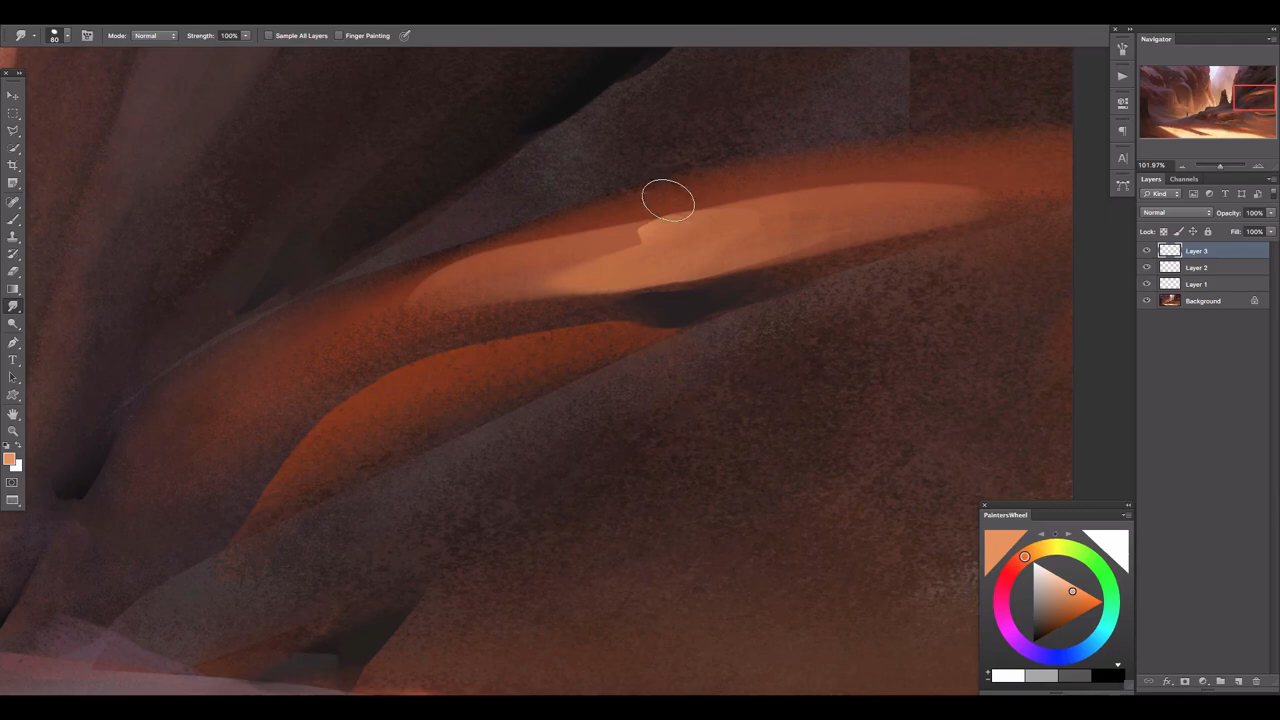 80
Mode: Normal
Strength: 100%
Sample All Layers
Finger Painting
Navigator
101.97%
Layers Channels
Kind
Normal
Opacity: 100%
Lock:
Fill: 100%
Layer 3
Layer 2
Layer 1
Background
PaintersWheel